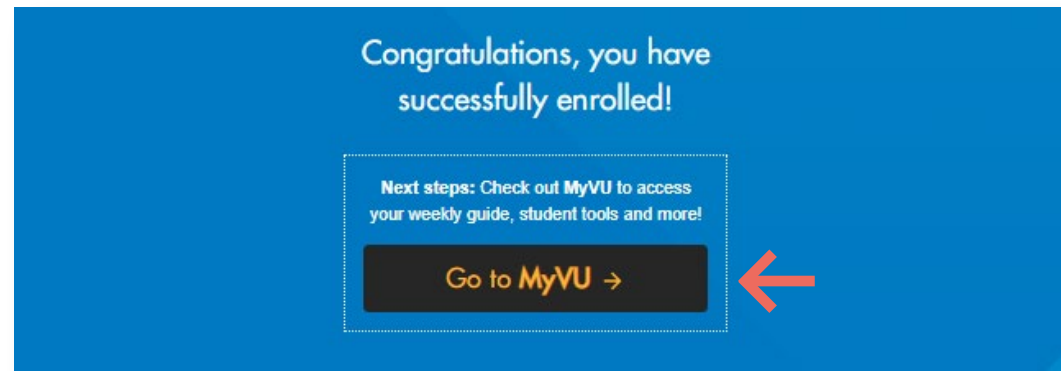 Congratulations, you have
successfully enrolled!
Next steps: Check out MyVU to access
your weekly guide, student tools and more!
Go to MyVU →